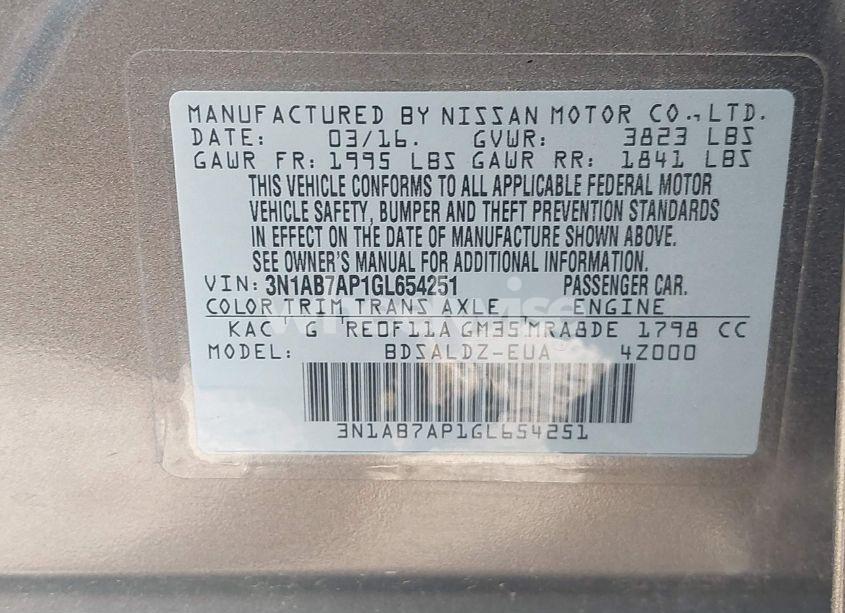 MANUFACTURED BY NISSAN MOTOR CO., LTD.
DATE: 03/16. GVWR: 3823 LBS
GAWR FR: 1995 LBS GAWR RR: 1841 LBS
THIS VEHICLE CONFORMS TO ALL APPLICABLE FEDERAL MOTOR
VEHICLE SAFETY, BUMPER AND THEFT PREVENTION STANDARDS
IN EFFECT ON THE DATE OF MANUFACTURE SHOWN ABOVE.
SEE OWNER'S MANUAL FOR ADDITIONAL INFORMATION.
VIN: 3N1AB7AP1GL654251 PASSENGER CAR.
COLOR TRIM TRANS AXLE ENGINE
KAC G RE0F11A GM35 MRA8DE 1798 CC
MODEL: BDSALDZ-EUA 4Z000
3N1AB7AP1GL654251